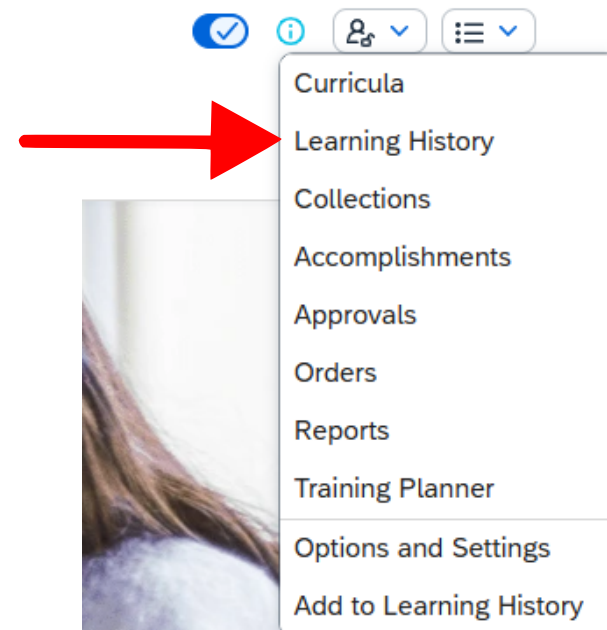 Curricula
Learning History
Collections
Accomplishments
Approvals
Orders
Reports
Training Planner
Options and Settings
Add to Learning History